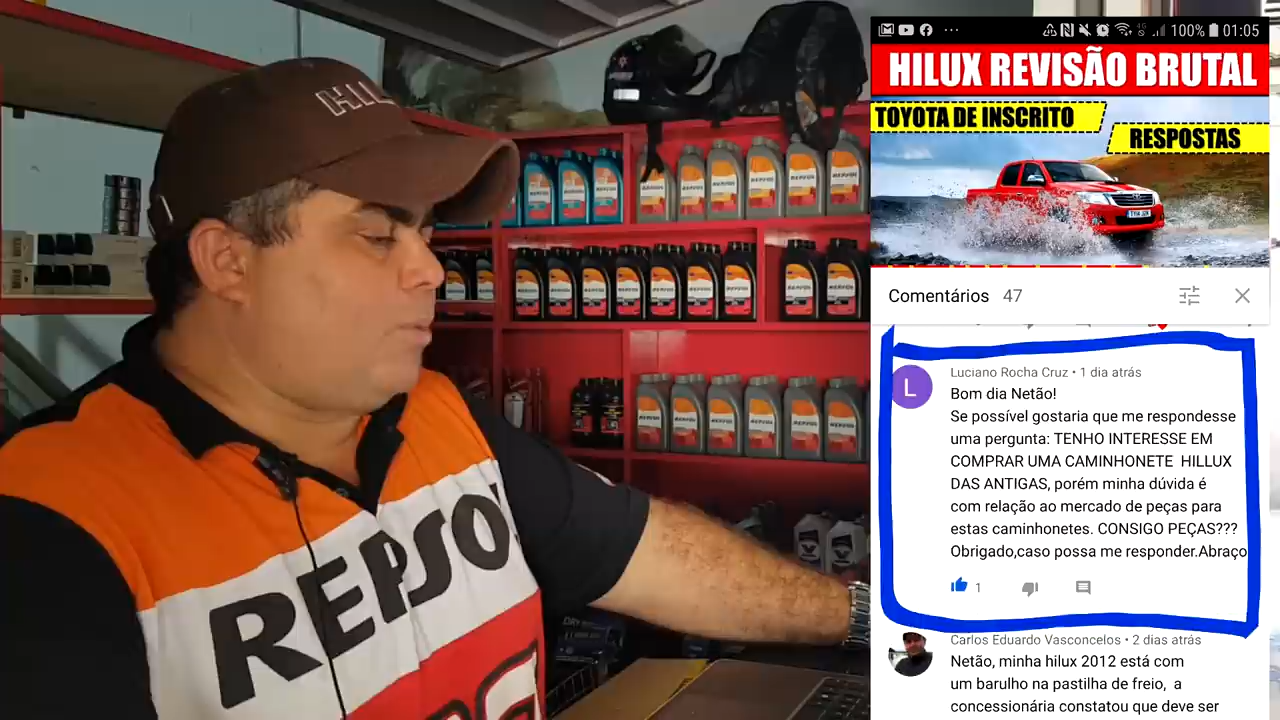 100% 01:05
HILUX REVISÃO BRUTAL
TOYOTA DE INSCRITO
RESPOSTAS
Comentários 47
Luciano Rocha Cruz • 1 dia atrás
L
Bom dia Netão!
Se possível gostaria que me respondesse
uma pergunta: TENHO INTERESSE EM
COMPRAR UMA CAMINHONETE HILLUX
DAS ANTIGAS, porém minha dúvida é
com relação ao mercado de peças para
estas caminhonetes. CONSIGO PEÇAS???
Obrigado,caso possa me responder.Abraço
1
Carlos Eduardo Vasconcelos • 2 dias atrás
Netão, minha hilux 2012 está com
um barulho na pastilha de freio, a
concessionária constatou que deve ser
HIL
REPSOL